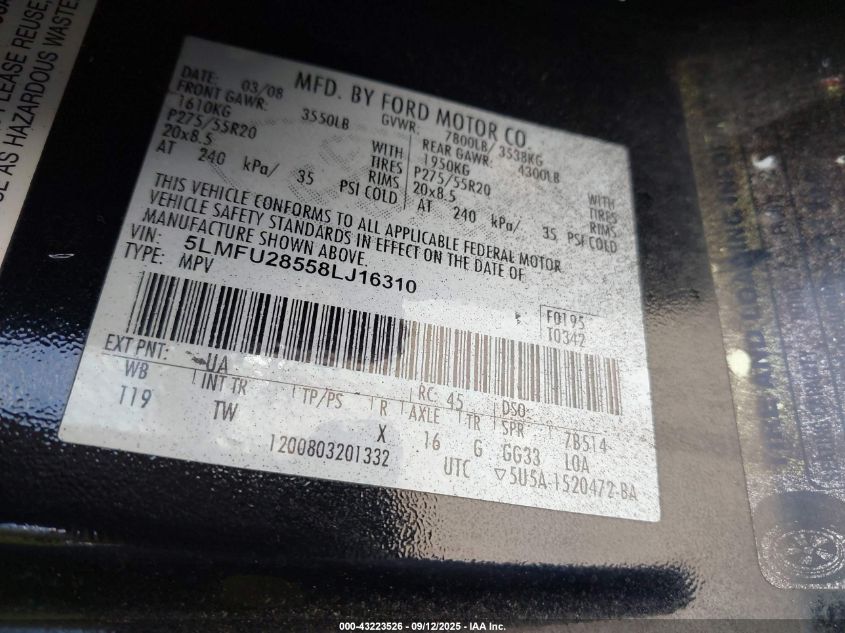 PLEASE REUSE,
SE AS HAZARDOUS WASTE
MFD. BY FORD MOTOR CO.
DATE: 03/08 GVWR: 7800LB/ 3538KG
FRONT GAWR: 3550LB REAR GAWR: 4300LB
1610KG WITH 1950KG WITH
P275/55R20 TIRES P275/55R20 TIRES
20x8.5 RIMS 20x8.5 RIMS
AT 240 kPa/ 35 PSI COLD AT 240 kPa/ 35 PSI COLD
THIS VEHICLE CONFORMS TO ALL APPLICABLE FEDERAL MOTOR
VEHICLE SAFETY STANDARDS IN EFFECT ON THE DATE OF
MANUFACTURE SHOWN ABOVE.
VIN: 5LMFU28558LJ16310
TYPE: MPV
F0195
T0342
EXT PNT: UA RC: 45 DSO:
WB INT TR TP/PS R AXLE TR SPR 7B514
T19 TW X 16 G GG33 LOA
1200803201332 UTC ▽5U5A-1520472-BA
000-43223526 - 09/12/2025 - IAA Inc.